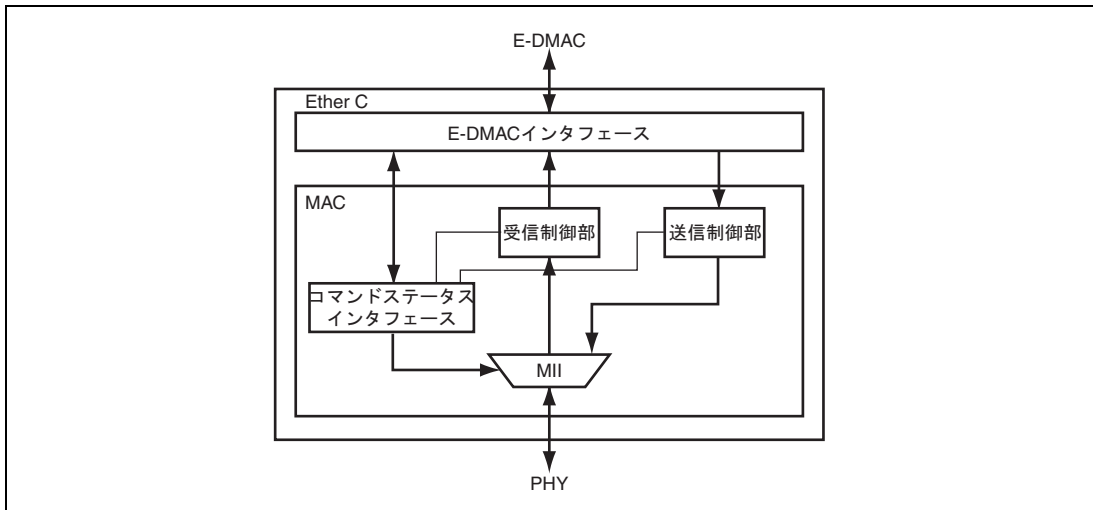 E-DMAC
Ether C
E-DMACインタフェース
MAC
受信制御部
送信制御部
コマンドステータス
インタフェース
MII
PHY